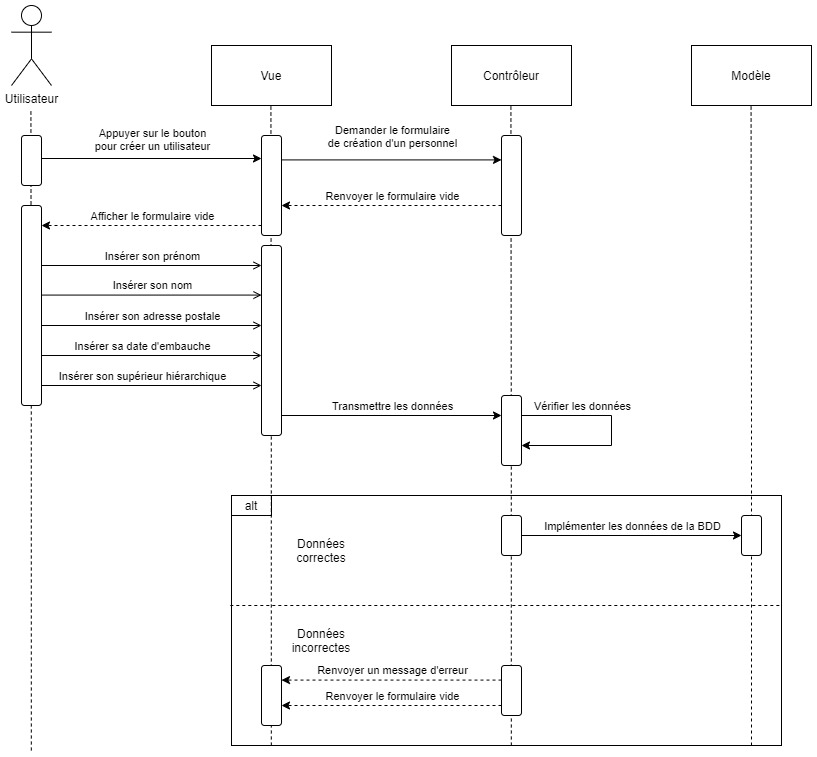 Utilisateur
Vue
Contrôleur
Modèle
Appuyer sur le bouton
pour créer un utilisateur
Demander le formulaire
de création d'un personnel
Renvoyer le formulaire vide
Afficher le formulaire vide
Insérer son prénom
Insérer son nom
Insérer son adresse postale
Insérer sa date d'embauche
Insérer son supérieur hiérarchique
Transmettre les données
Vérifier les données
alt
Données
correctes
Implémenter les données de la BDD
Données
incorrectes
Renvoyer un message d'erreur
Renvoyer le formulaire vide